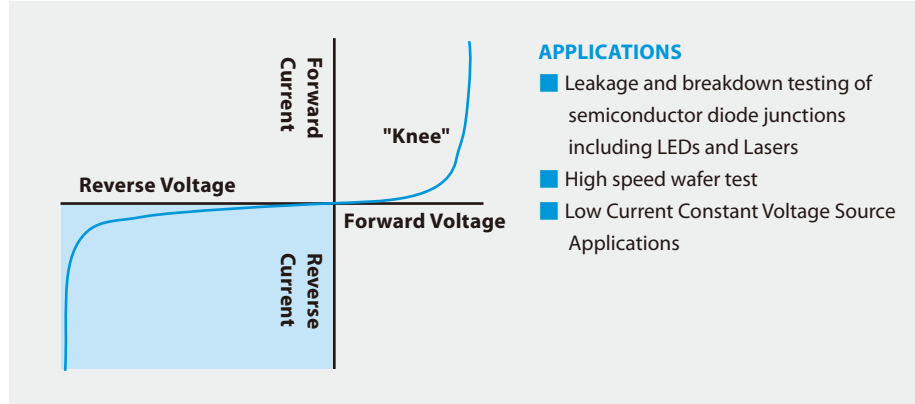 Forward
Current
"Knee"
Reverse Voltage
Forward Voltage
Reverse
Current
APPLICATIONS
Leakage and breakdown testing of
semiconductor diode junctions
including LEDs and Lasers
High speed wafer test
Low Current Constant Voltage Source
Applications